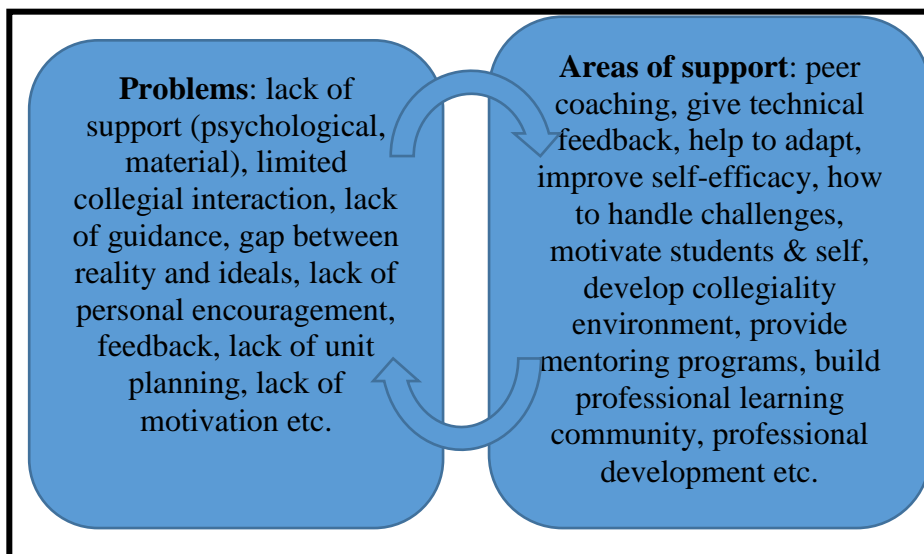 Problems: lack of
support (psychological,
material), limited
collegial interaction, lack
of guidance, gap between
reality and ideals, lack of
personal encouragement,
feedback, lack of unit
planning, lack of
motivation etc.
Areas of support: peer
coaching, give technical
feedback, help to adapt,
improve self-efficacy, how
to handle challenges,
motivate students & self,
develop collegiality
environment, provide
mentoring programs, build
professional learning
community, professional
development etc.